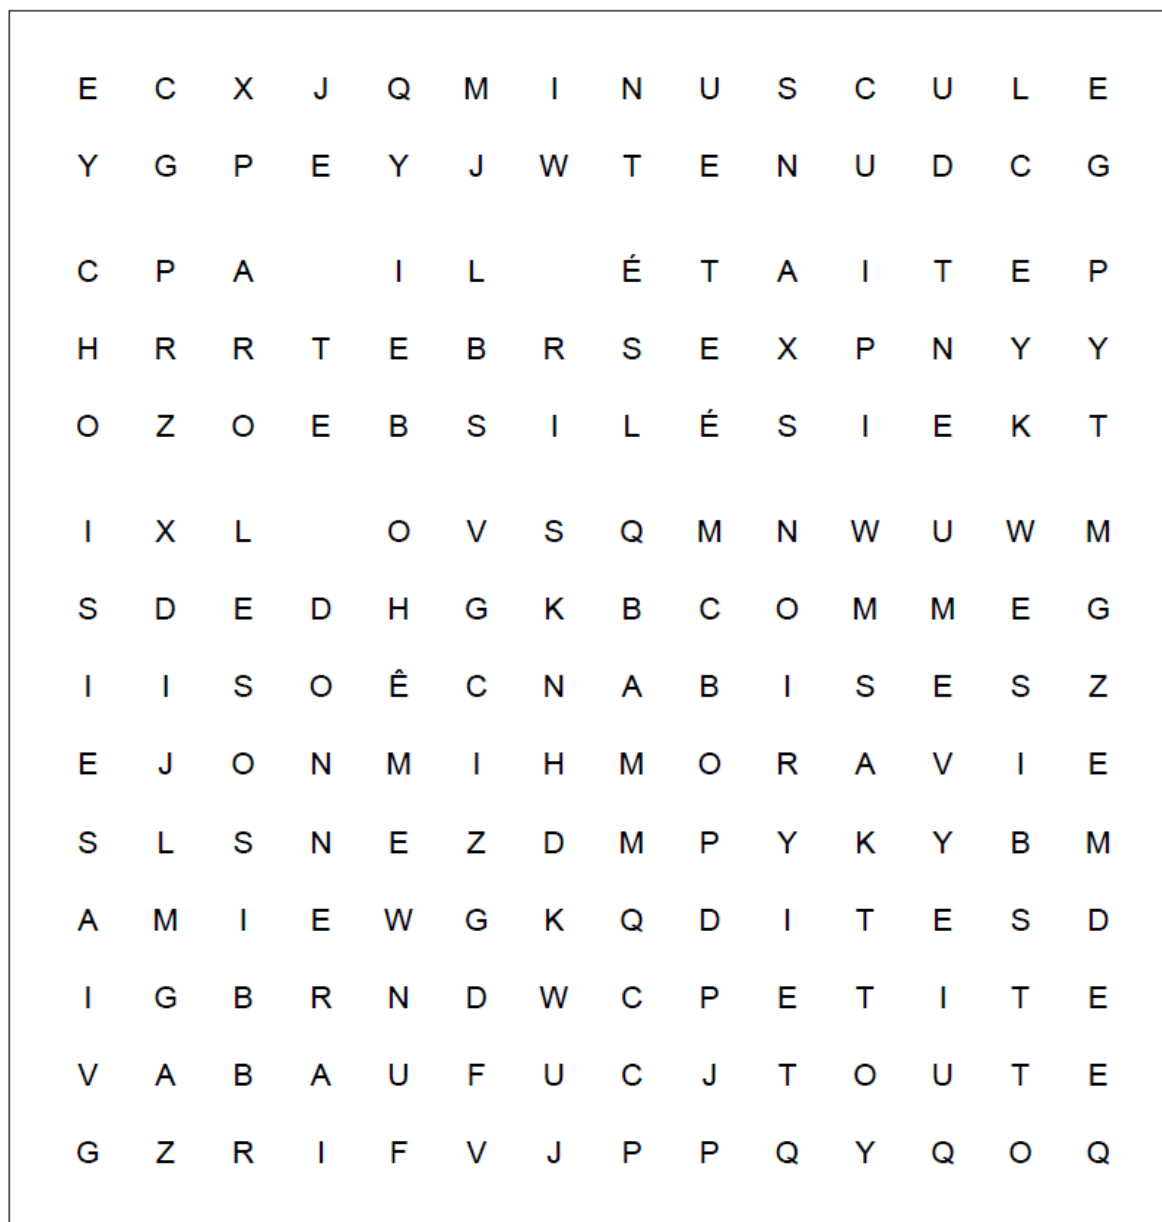 E C X J Q M I N U S C U L E
Y G P E Y J W T E N U D C G
C P A I L É T A I T E P
H R R T E B R S E X P N Y Y
O Z O E B S I L É S I E K T
I X L O V S Q M N W U W M
S D E D H G K B C O M M E G
I I S O Ê C N A B I S E S Z
E J O N M I H M O R A V I E
S L S N E Z D M P Y K Y B M
A M I E W G K Q D I T E S D
I G B R N D W C P E T I T E
V A B A U F U C J T O U T E
G Z R I F V J P P Q Y Q O Q